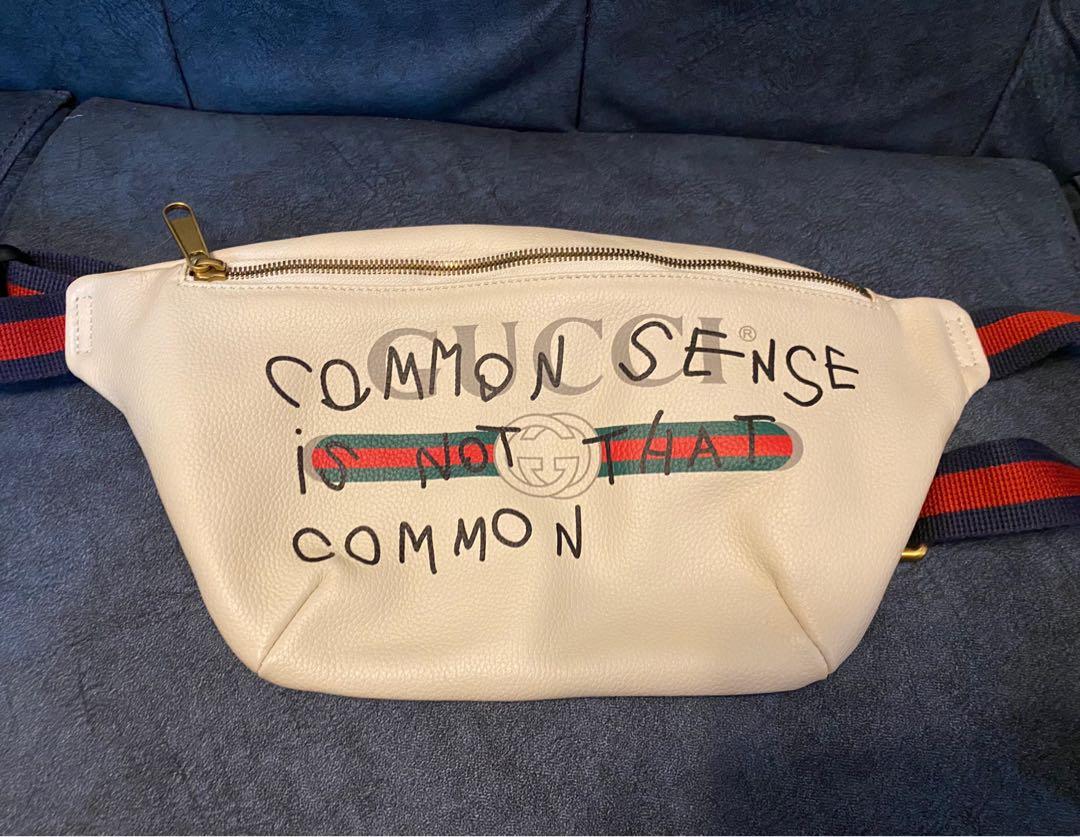 GUCCI®
COMMON SENSE
iS NOT THAT
COMMON